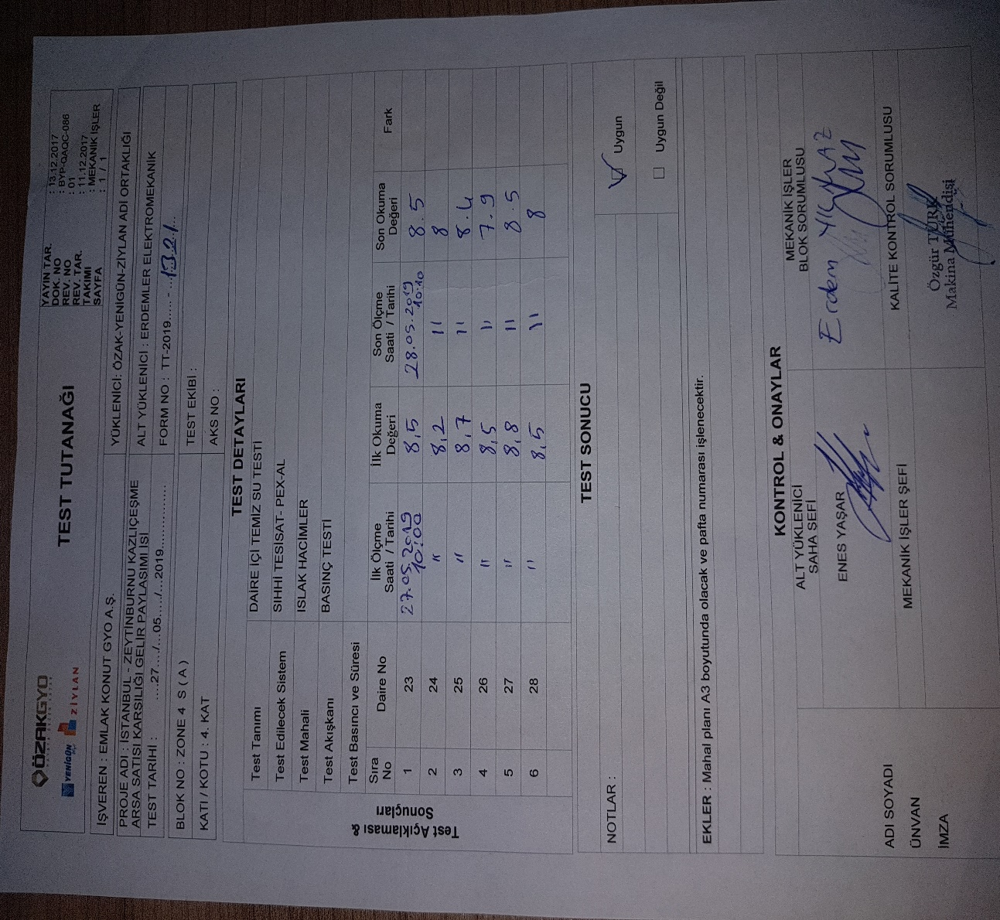 ÖZAKGYO
YENİGÜN
ZİYLAN
TEST TUTANAĞI
YAYIN TAR. : 13.12.2017
DOK. NO : BYP-QAQC-086
REV. NO : 01
REV. TAR. : 11.12.2017
TAKIMI : MEKANİK İŞLER
SAYFA : 1 / 1
İŞVEREN : EMLAK KONUT GYO A.Ş.
YÜKLENİCİ: ÖZAK-YENİGÜN-ZİYLAN ADİ ORTAKLIĞI
PROJE ADI : İSTANBUL - ZEYTİNBURNU KAZLIÇEŞME
ARSA SATIŞI KARŞILIĞI GELİR PAYLAŞIMI İŞİ
ALT YÜKLENİCİ : ERDEMLER ELEKTROMEKANİK
TEST TARİHİ : ....27..../...05...../...2019...............
FORM NO : TT-2019...... - ...1321...
BLOK NO : ZONE 4 S ( A )
TEST EKİBİ :
KATI / KOTU : 4. KAT
AKS NO :
TEST DETAYLARI
Test Açıklaması & Sonuçları
Test Tanımı DAİRE İÇİ TEMİZ SU TESTİ
Test Edilecek Sistem SIHHİ TESİSAT- PEX-AL
Test Mahali ISLAK HACİMLER
Test Akışkanı BASINÇ TESTİ
Test Basıncı ve Süresi
Sıra No Daire No İlk Ölçme Saati / Tarihi İlk Okuma Değeri Son Ölçme Saati / Tarihi Son Okuma Değeri Fark
1 23 27.05.2019 10:00 8,5 28.05.2019 10:10 8.5
2 24 " 8,2 " 8
3 25 " 8,7 " 8.4
4 26 " 8,5 " 7.9
5 27 " 8,8 " 8.5
6 28 " 8,5 " 8
TEST SONUCU
NOTLAR :
Uygun
Uygun Değil
EKLER : Mahal planı A3 boyutunda olacak ve pafta numarası işlenecektir.
KONTROL & ONAYLAR
ALT YÜKLENİCİ
SAHA ŞEFİ
MEKANİK İŞLER
BLOK SORUMLUSU
ENES YAŞAR
Erdem YILMAZ
ADI SOYADI
ÜNVAN
İMZA
MEKANİK İŞLER ŞEFİ
KALİTE KONTROL SORUMLUSU
Özgür TÜRK
Makina Mühendisi